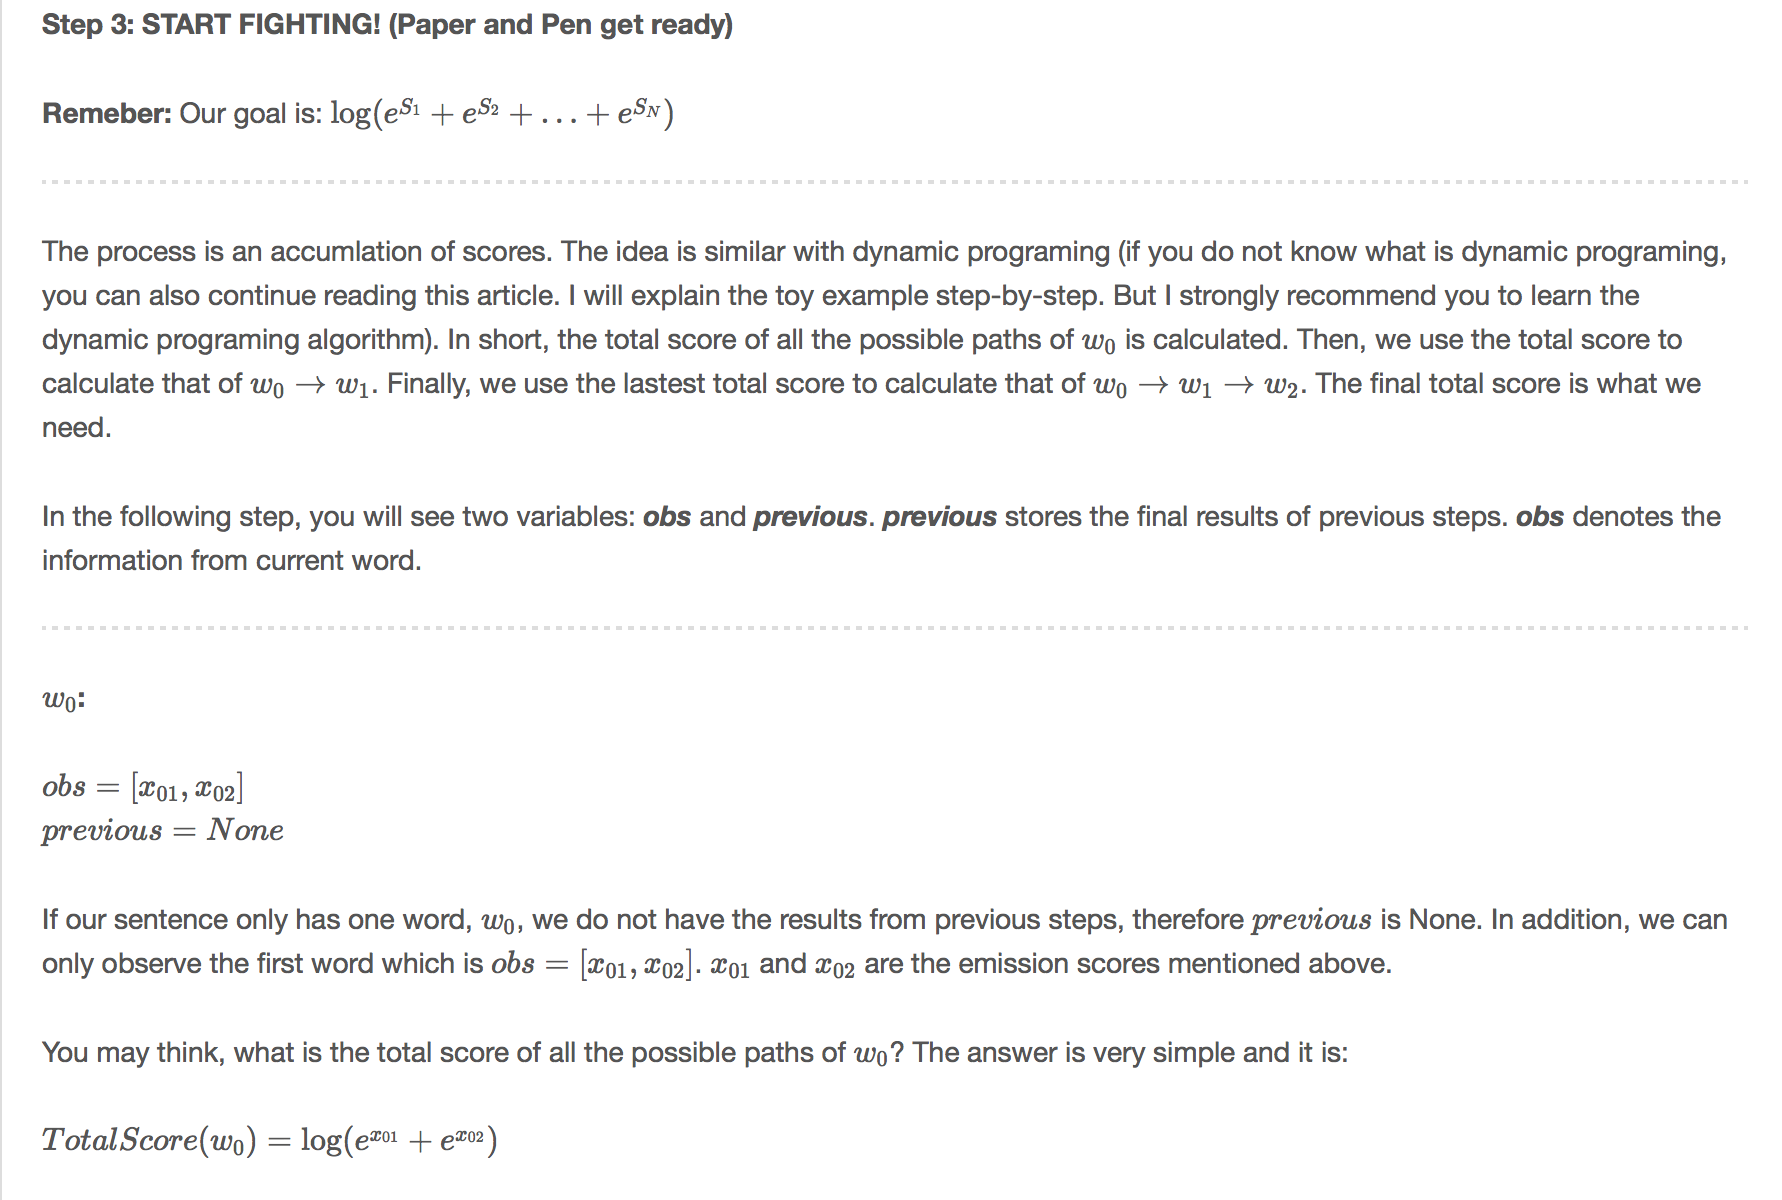 Step 3: START FIGHTING! (Paper and Pen get ready)
Remeber: Our goal is: log(e^{S_1} + e^{S_2} + ... + e^{S_N})
The process is an accumlation of scores. The idea is similar with dynamic programing (if you do not know what is dynamic programing,
you can also continue reading this article. I will explain the toy example step-by-step. But I strongly recommend you to learn the
dynamic programing algorithm). In short, the total score of all the possible paths of w_0 is calculated. Then, we use the total score to
calculate that of w_0 → w_1. Finally, we use the lastest total score to calculate that of w_0 → w_1 → w_2. The final total score is what we
need.
In the following step, you will see two variables: obs and previous. previous stores the final results of previous steps. obs denotes the
information from current word.
w_0:
obs = [x_{01}, x_{02}]
previous = None
If our sentence only has one word, w_0, we do not have the results from previous steps, therefore previous is None. In addition, we can
only observe the first word which is obs = [x_{01}, x_{02}]. x_{01} and x_{02} are the emission scores mentioned above.
You may think, what is the total score of all the possible paths of w_0? The answer is very simple and it is:
TotalScore(w_0) = log(e^{x_{01}} + e^{x_{02}})